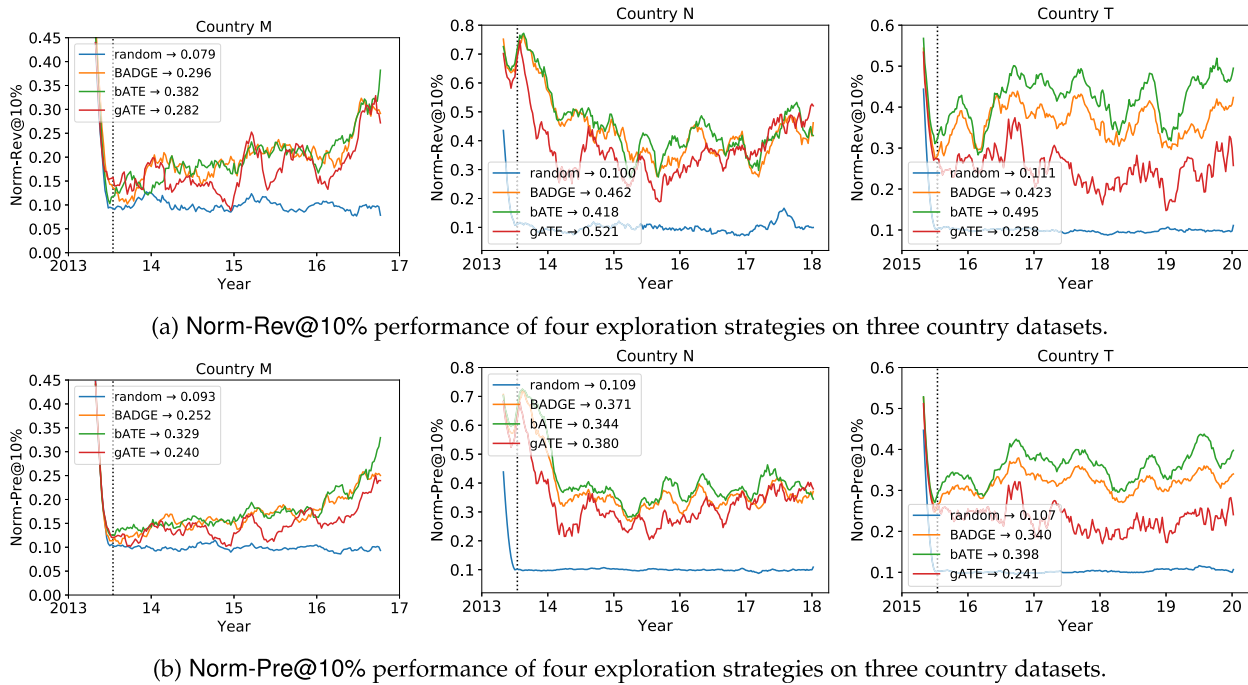 Country M
Norm-Rev@10%
0.45
0.40
0.35
0.30
0.25
0.20
0.15
0.10
0.05
0.00
random → 0.079
BADGE → 0.296
bATE → 0.382
gATE → 0.282
2013 14 15 16 17
Year
Country N
Norm-Rev@10%
0.8
0.7
0.6
0.5
0.4
0.3
0.2
0.1
random → 0.100
BADGE → 0.462
bATE → 0.418
gATE → 0.521
2013 14 15 16 17 18
Year
Country T
Norm-Rev@10%
0.6
0.5
0.4
0.3
0.2
0.1
random → 0.111
BADGE → 0.423
bATE → 0.495
gATE → 0.258
2015 16 17 18 19 20
Year
(a) Norm-Rev@10% performance of four exploration strategies on three country datasets.
Country M
Norm-Pre@10%
0.45
0.40
0.35
0.30
0.25
0.20
0.15
0.10
0.05
0.00
random → 0.093
BADGE → 0.252
bATE → 0.329
gATE → 0.240
2013 14 15 16 17
Year
Country N
Norm-Pre@10%
0.8
0.7
0.6
0.5
0.4
0.3
0.2
0.1
random → 0.109
BADGE → 0.371
bATE → 0.344
gATE → 0.380
2013 14 15 16 17 18
Year
Country T
Norm-Pre@10%
0.6
0.5
0.4
0.3
0.2
0.1
random → 0.107
BADGE → 0.340
bATE → 0.398
gATE → 0.241
2015 16 17 18 19 20
Year
(b) Norm-Pre@10% performance of four exploration strategies on three country datasets.